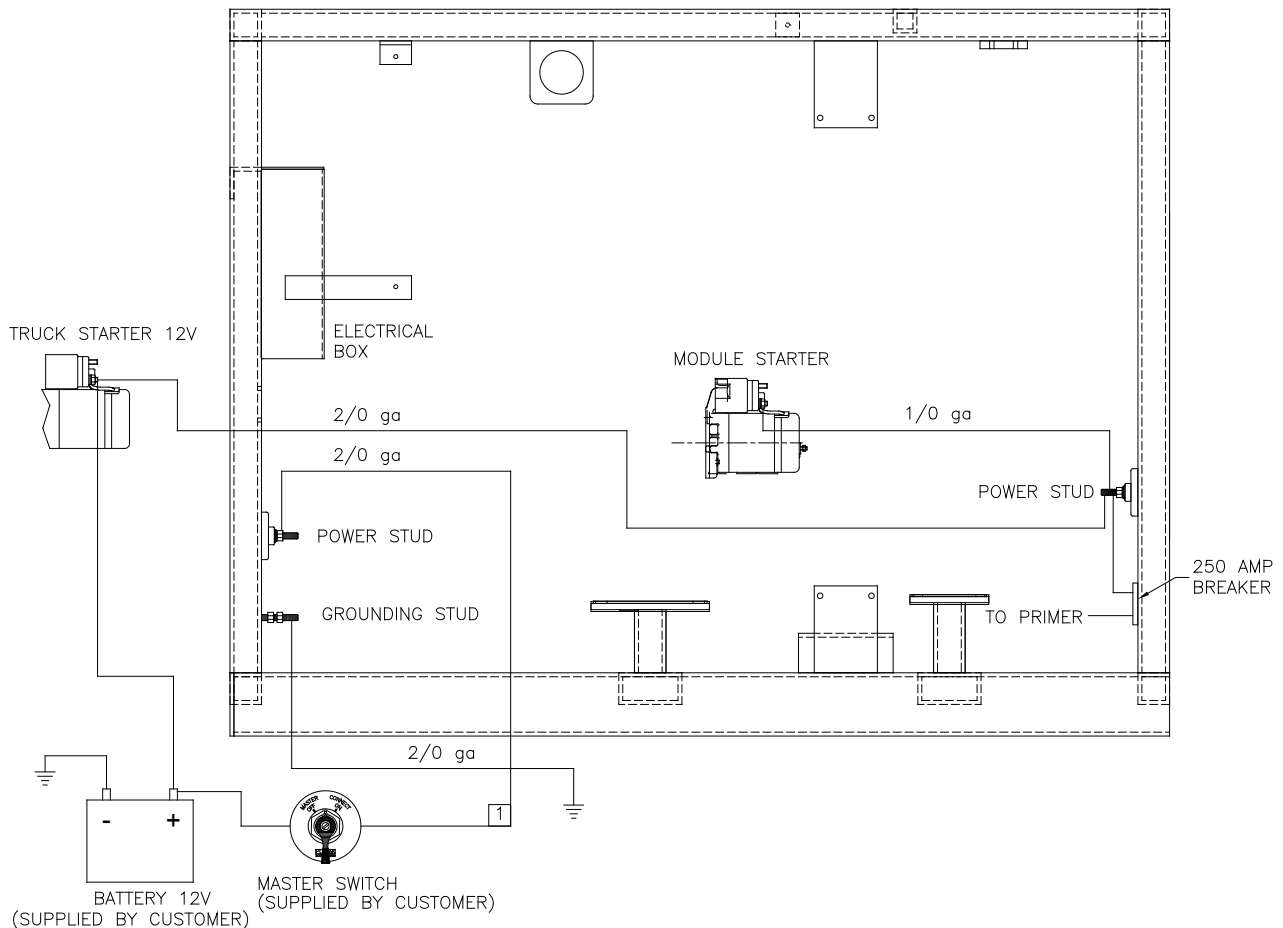 TRUCK STARTER 12V
ELECTRICAL
BOX
MODULE STARTER
2/0 ga
1/0 ga
2/0 ga
POWER STUD
POWER STUD
250 AMP
BREAKER
GROUNDING STUD
TO PRIMER
2/0 ga
MASTER CONNECT
OFF ON
1
- +
BATTERY 12V
(SUPPLIED BY CUSTOMER)
MASTER SWITCH
(SUPPLIED BY CUSTOMER)